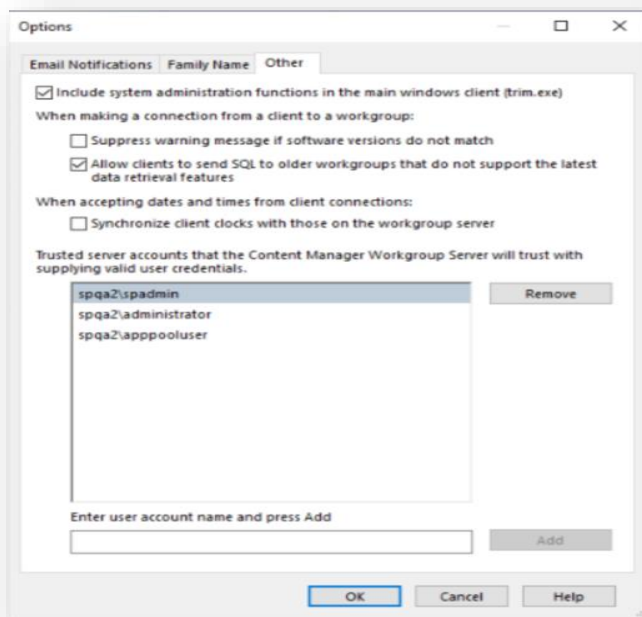 Options
Email Notifications Family Name Other
Include system administration functions in the main windows client (trim.exe)
When making a connection from a client to a workgroup:
Suppress warning message if software versions do not match
Allow clients to send SQL to older workgroups that do not support the latest
data retrieval features
When accepting dates and times from client connections:
Synchronize client clocks with those on the workgroup server
Trusted server accounts that the Content Manager Workgroup Server will trust with
supplying valid user credentials.
spqa2\spadmin
Remove
spqa2\administrator
spqa2\apppooluser
Enter user account name and press Add
Add
OK Cancel Help